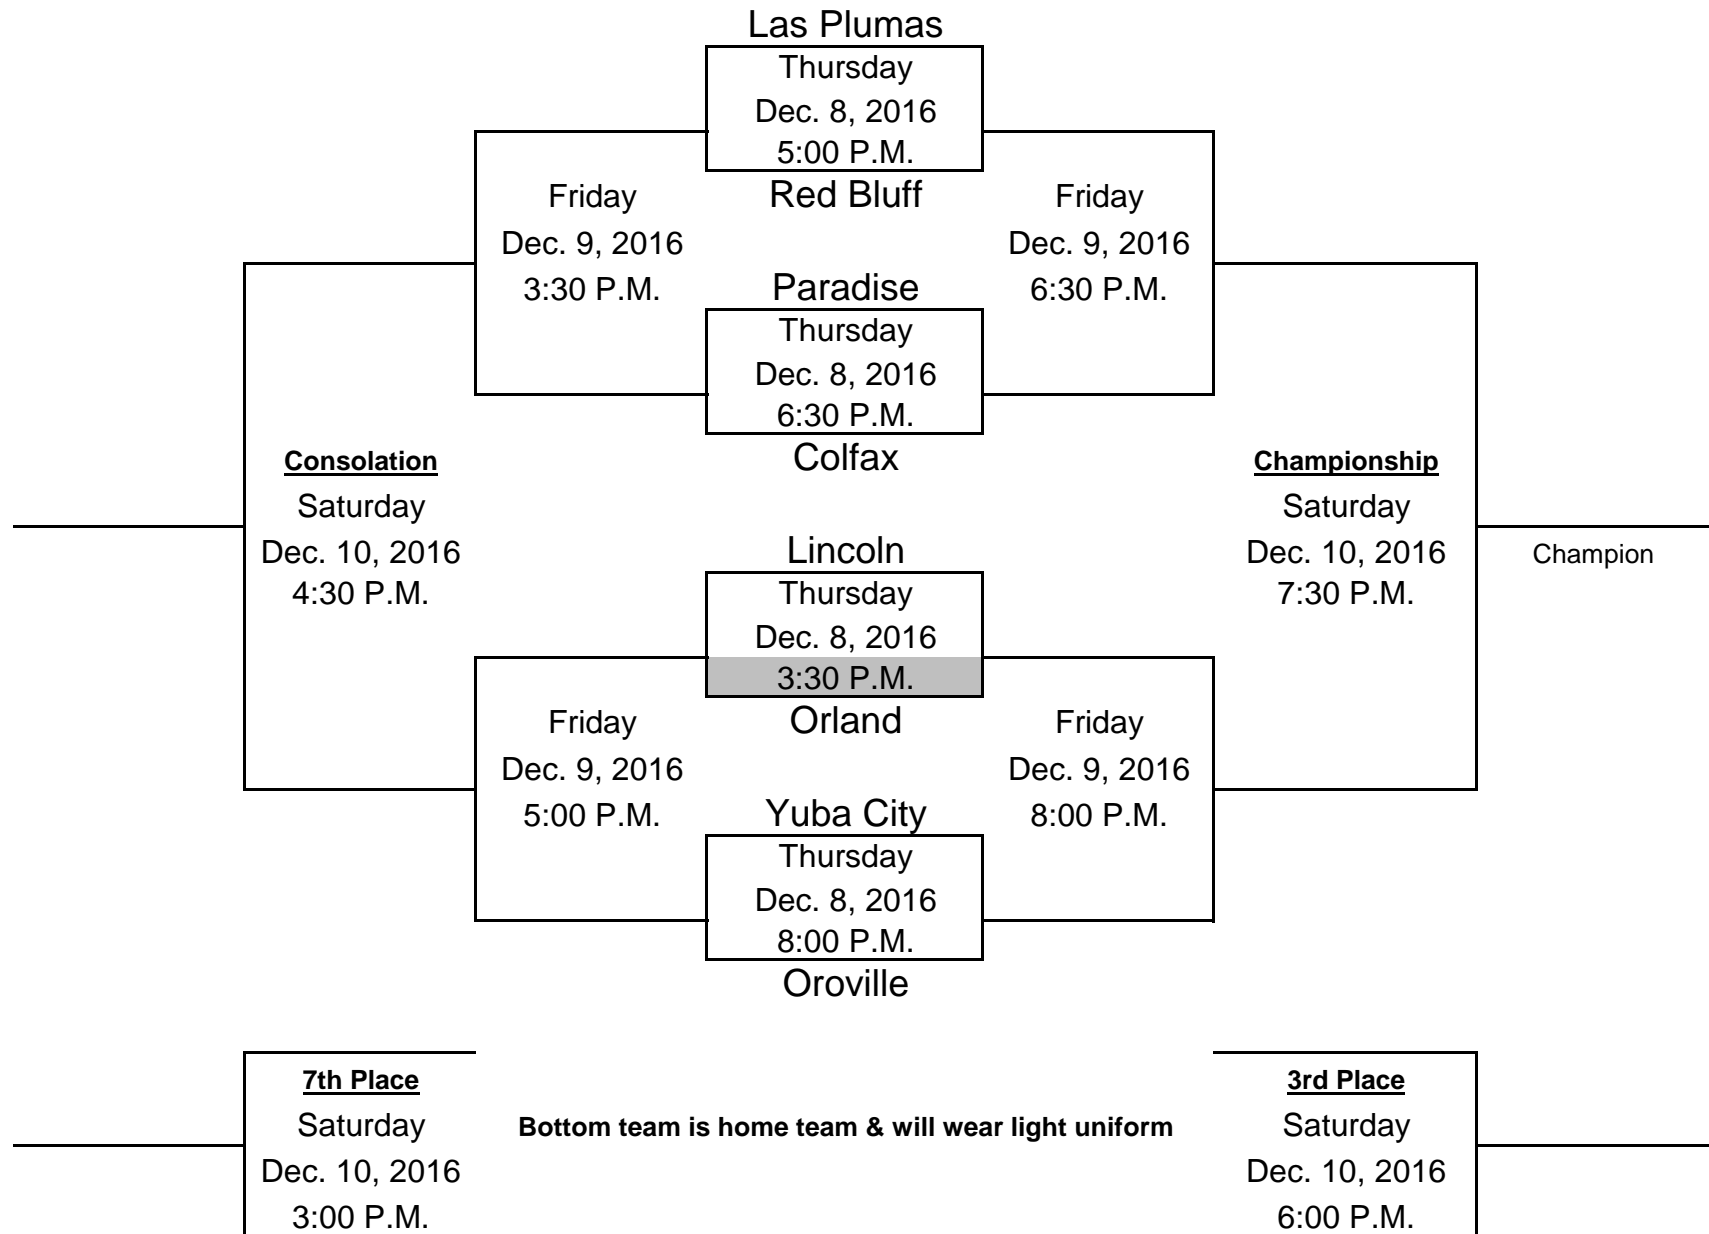 Las Plumas
Thursday
Dec. 8, 2016
5:00 P.M.
Red Bluff
Friday
Dec. 9, 2016
3:30 P.M.
Friday
Dec. 9, 2016
6:30 P.M.
Paradise
Thursday
Dec. 8, 2016
6:30 P.M.
Colfax
Consolation
Saturday
Dec. 10, 2016
4:30 P.M.
Championship
Saturday
Dec. 10, 2016
7:30 P.M.
Champion
Lincoln
Thursday
Dec. 8, 2016
3:30 P.M.
Orland
Friday
Dec. 9, 2016
5:00 P.M.
Friday
Dec. 9, 2016
8:00 P.M.
Yuba City
Thursday
Dec. 8, 2016
8:00 P.M.
Oroville
7th Place
Saturday
Dec. 10, 2016
3:00 P.M.
Bottom team is home team & will wear light uniform
3rd Place
Saturday
Dec. 10, 2016
6:00 P.M.